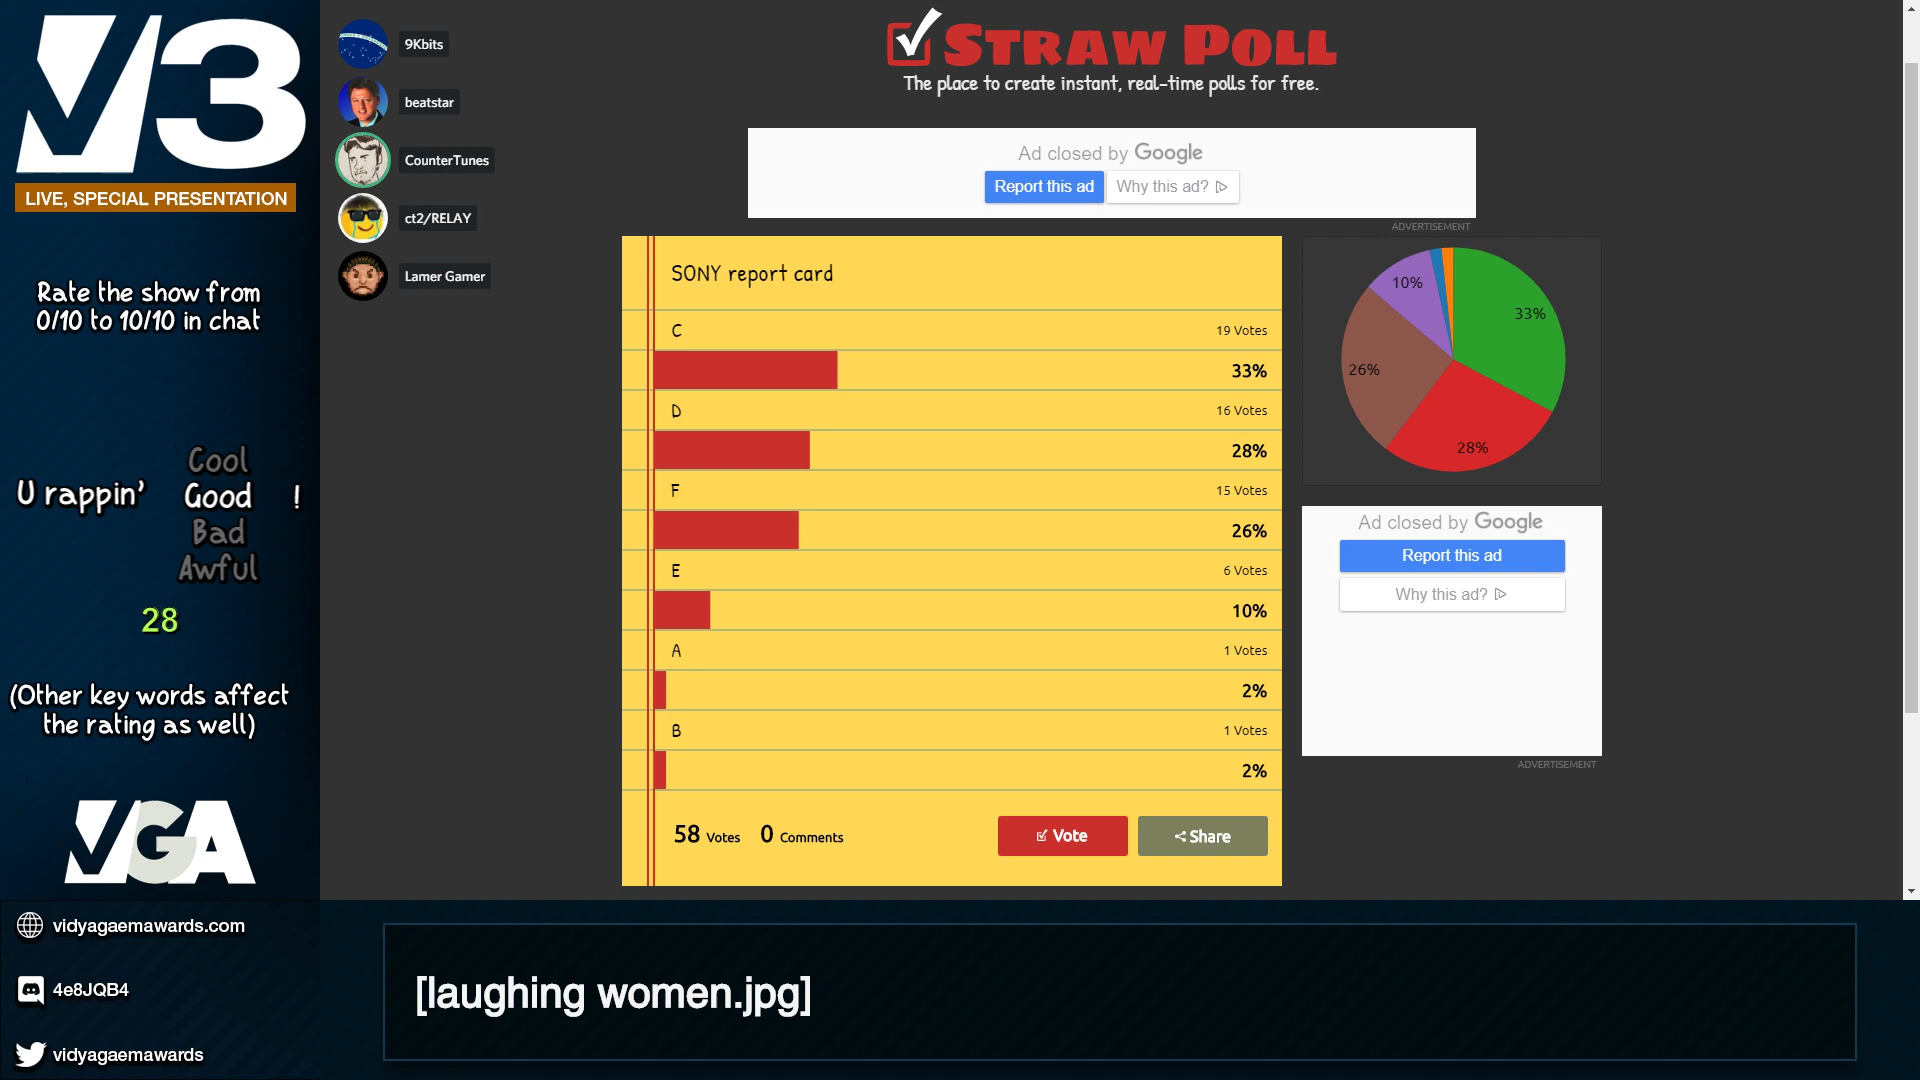 V3
LIVE, SPECIAL PRESENTATION
Rate the show from
0/10 to 10/10 in chat
Cool
U rappin' Good !
Bad
Awful
28
(Other key words affect
the rating as well)
VGA
vidyagaemawards.com
4e8JQB4
vidyagaemawards
9Kbits
beatstar
CounterTunes
ct2/RELAY
Lamer Gamer
STRAW POLL
The place to create instant, real-time polls for free.
Ad closed by Google
Report this ad Why this ad?
ADVERTISEMENT
SONY report card
C 19 Votes
33%
D 16 Votes
28%
F 15 Votes
26%
E 6 Votes
10%
A 1 Votes
2%
B 1 Votes
2%
58 Votes 0 Comments Vote Share
10%
33%
26%
28%
Ad closed by Google
Report this ad
Why this ad?
ADVERTISEMENT
[laughing women.jpg]